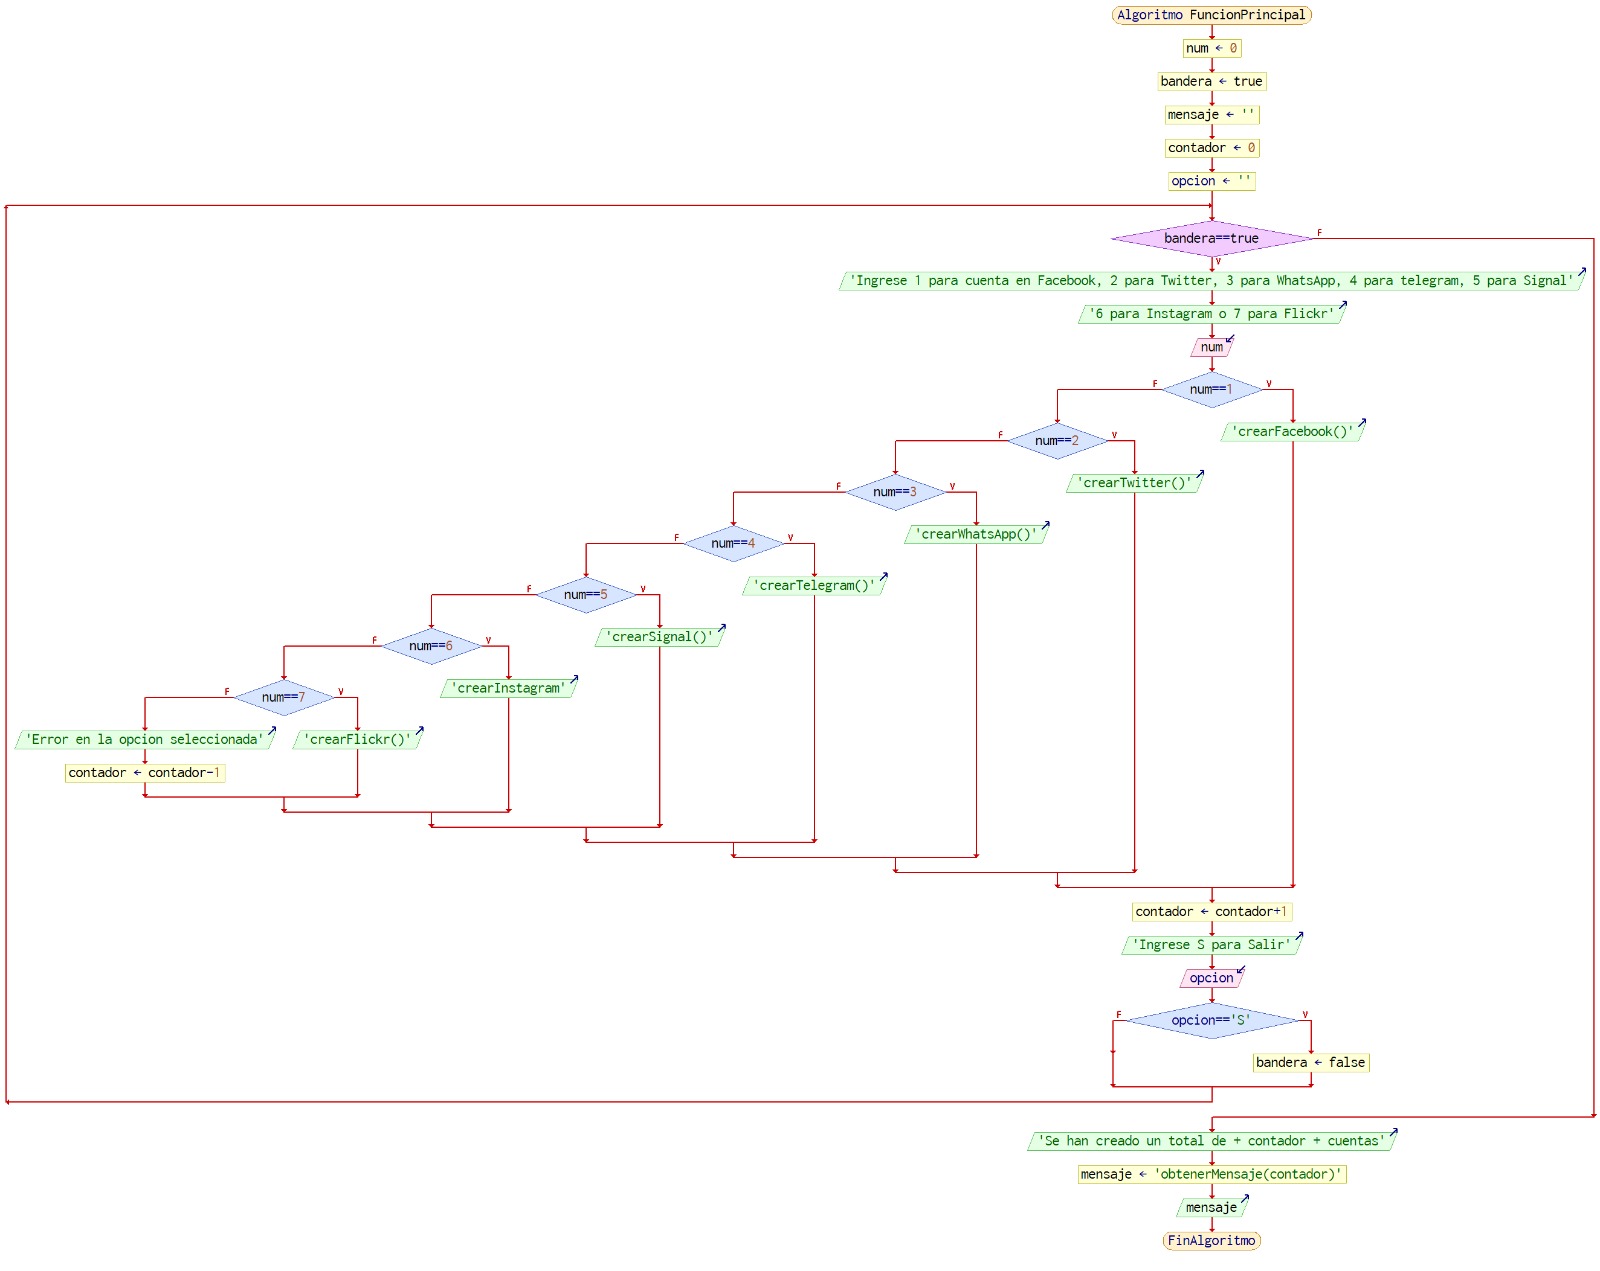 Algoritmo FuncionPrincipal
num ← 0
bandera ← true
mensaje ← ''
contador ← 0
opcion ← ''
bandera==true
F
V
'Ingrese 1 para cuenta en Facebook, 2 para Twitter, 3 para WhatsApp, 4 para telegram, 5 para Signal'
'6 para Instagram o 7 para Flickr'
num
F
num==1
V
'crearFacebook()'
F
num==2
V
'crearTwitter()'
F
num==3
V
'crearWhatsApp()'
F
num==4
V
'crearTelegram()'
F
num==5
V
'crearSignal()'
F
num==6
V
'crearInstagram'
F
num==7
V
'Error en la opcion seleccionada'
'crearFlickr()'
contador ← contador-1
contador ← contador+1
'Ingrese S para Salir'
opcion
F
opcion=='S'
V
bandera ← false
'Se han creado un total de + contador + cuentas'
mensaje ← 'obtenerMensaje(contador)'
mensaje
FinAlgoritmo